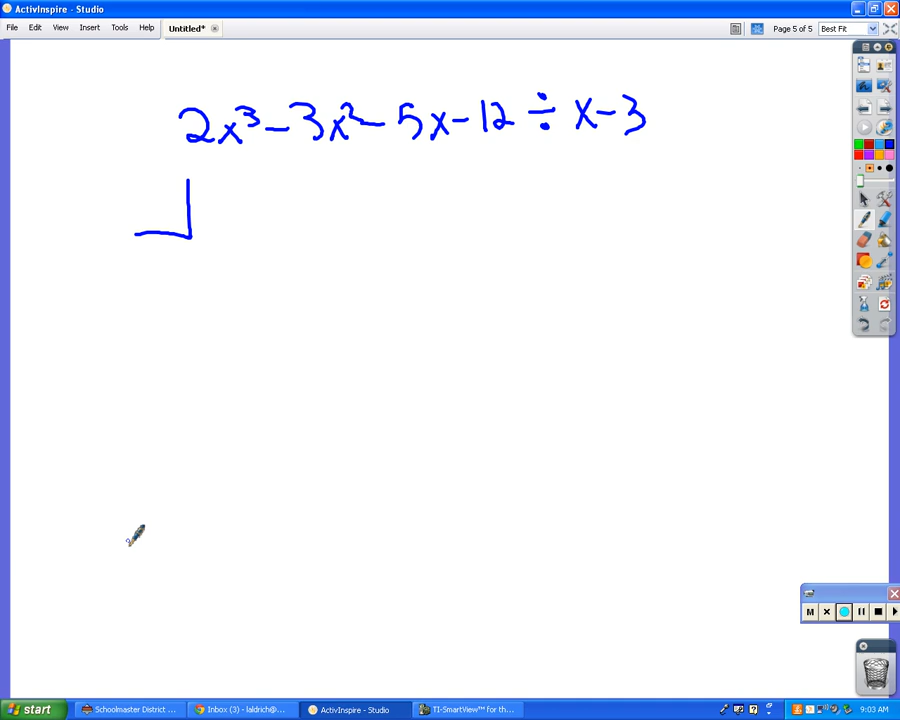 ActivInspire - Studio
File Edit View Insert Tools Help Untitled* Page 5 of 5 Best Fit
2x³ - 3x² - 5x - 12 ÷ x - 3
M
start Schoolmaster District ... Inbox (3) - laldrich@... ActivInspire - Studio TI-SmartView™ for th... 9:03 AM